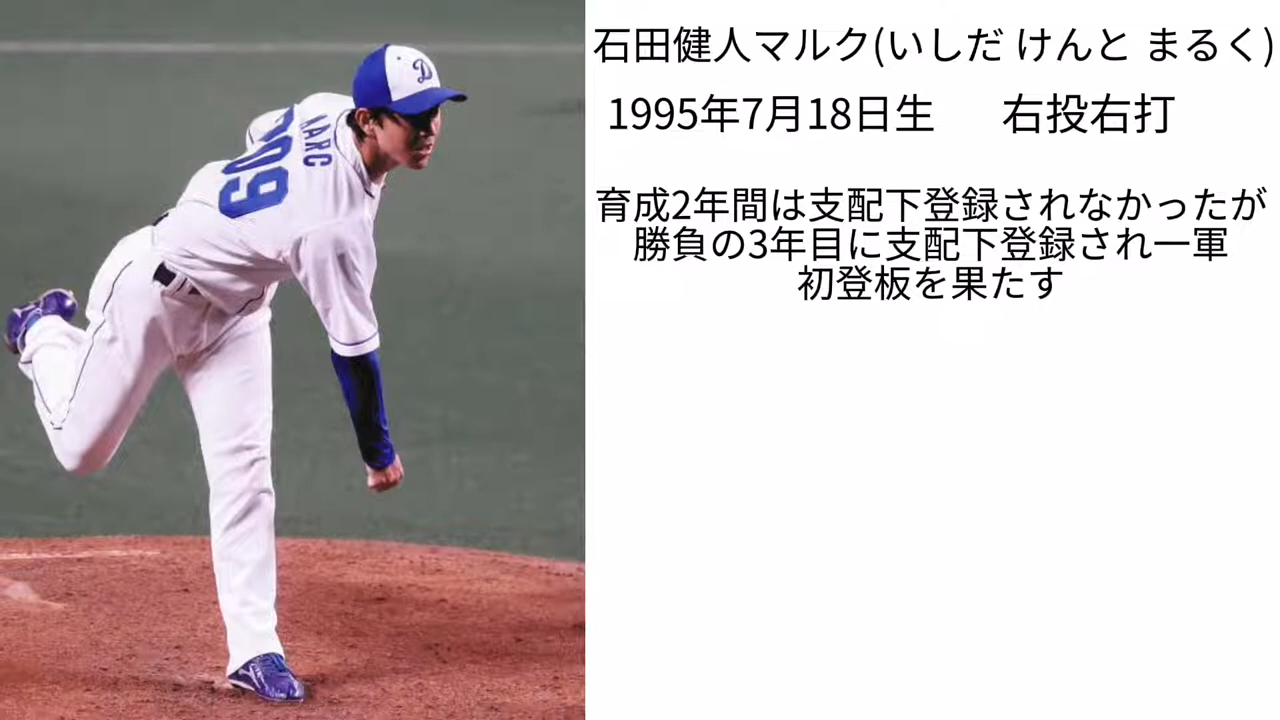 石田健人マルク(いしだ けんと まるく)
1995年7月18日生 右投右打
育成2年間は支配下登録されなかったが
勝負の3年目に支配下登録され一軍
初登板を果たす
D
AARC
209